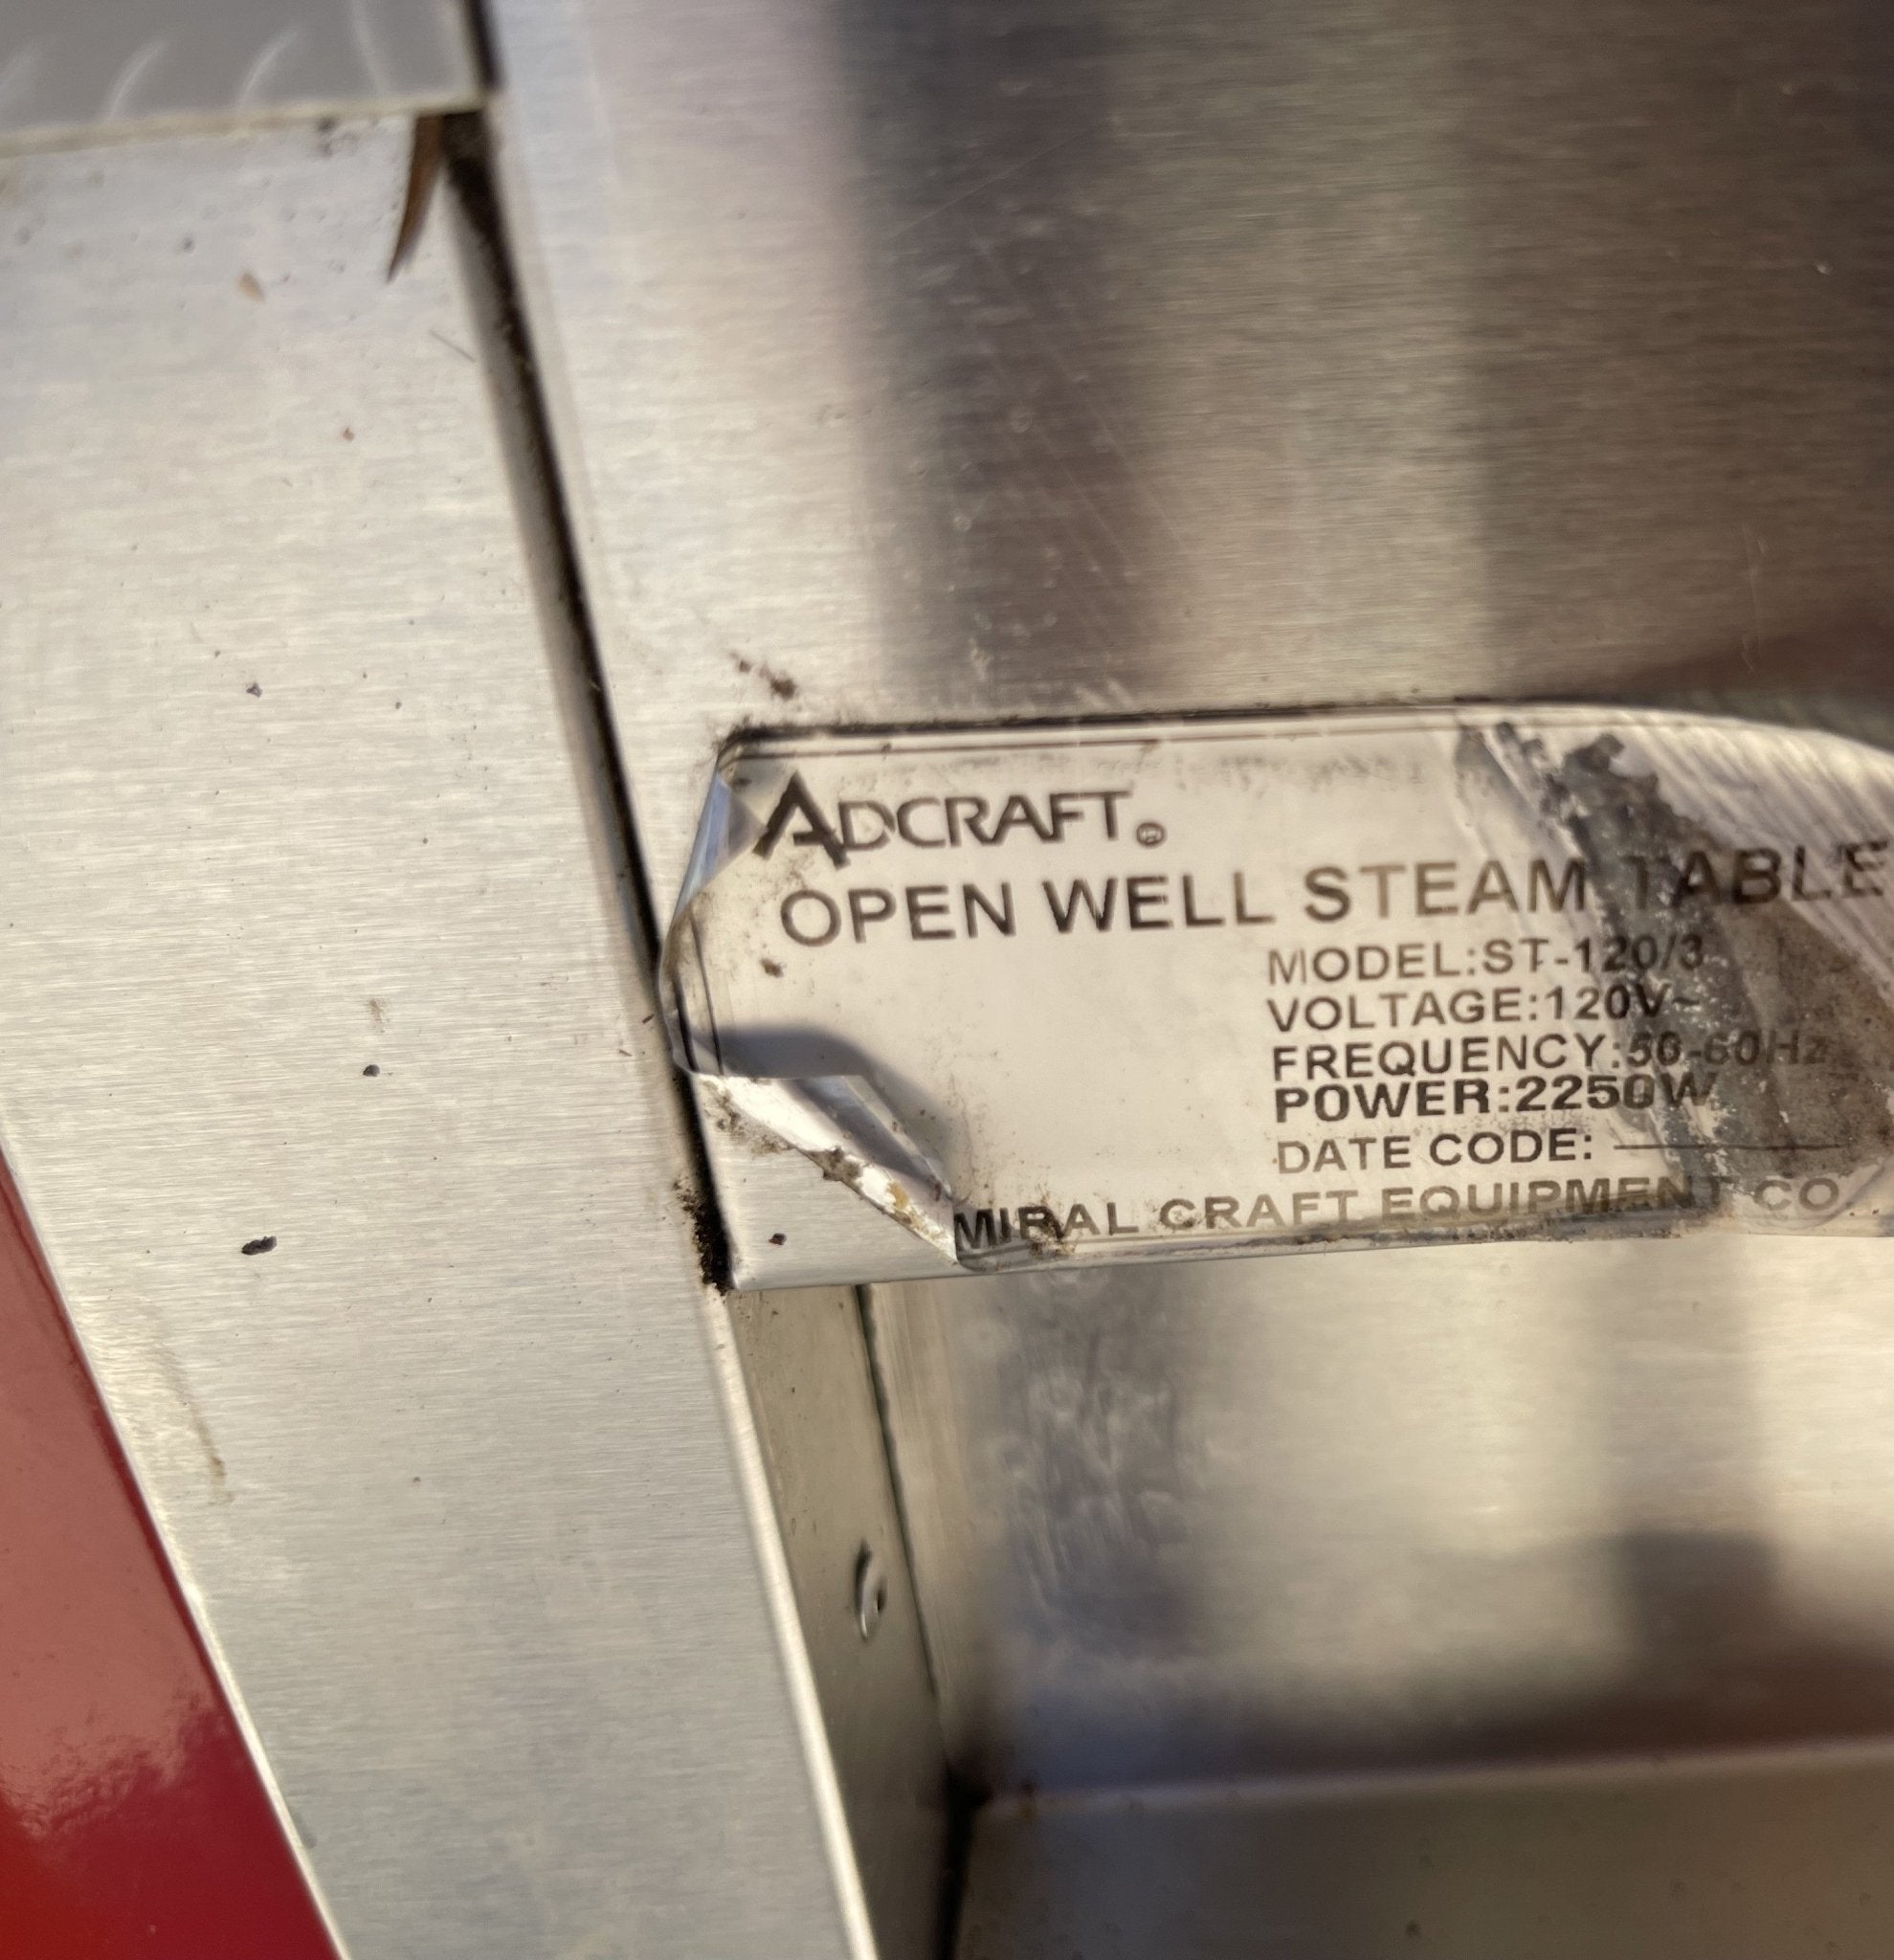 ADCRAFT®
OPEN WELL STEAM TABLE
MODEL:ST-120/3
VOLTAGE:120V~
FREQUENCY:50-60Hz
POWER:2250W
DATE CODE:
MIRAL CRAFT EQUIPMENT CO